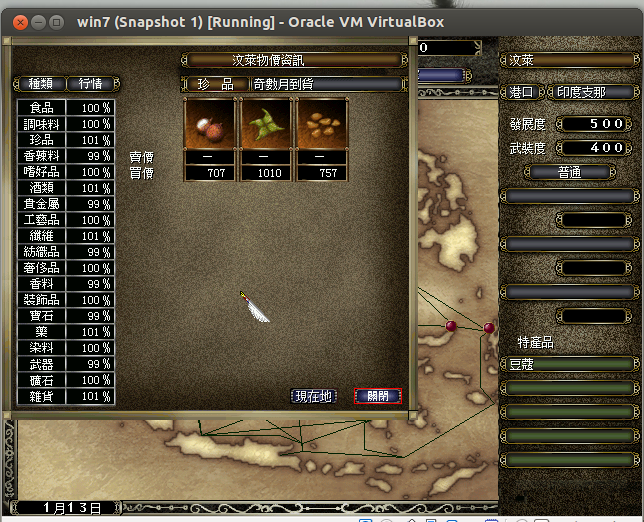 win7 (Snapshot 1) [Running] - Oracle VM VirtualBox
汶萊物價資訊
0
汶萊
種類 行情
珍 品 奇數月到貨
港口 印度支那
食品 100%
調味料 100%
珍品 101%
香辣料 99%
嗜好品 100%
酒類 101%
貴金屬 99%
工藝品 100%
纖維 101%
紡織品 99%
奢侈品 100%
香料 99%
裝飾品 100%
寶石 99%
藥 101%
染料 100%
武器 99%
礦石 100%
雜貨 101%
賣價 — — —
買價 707 1010 757
發展度 500
武裝度 400
普通
特產品
豆蔻
現在地 關閉
1月13日